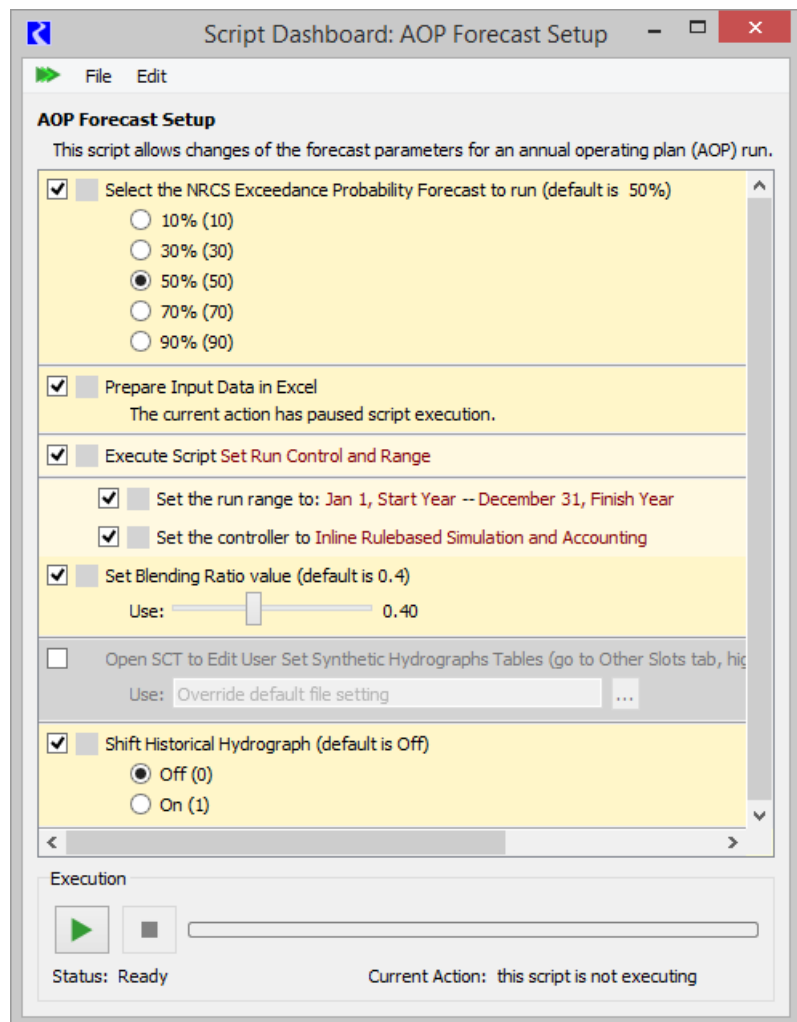 Script Dashboard: AOP Forecast Setup
File Edit
AOP Forecast Setup
This script allows changes of the forecast parameters for an annual operating plan (AOP) run.
Select the NRCS Exceedance Probability Forecast to run (default is 50%)
10% (10)
30% (30)
50% (50)
70% (70)
90% (90)
Prepare Input Data in Excel
The current action has paused script execution.
Execute Script Set Run Control and Range
Set the run range to: Jan 1, Start Year -- December 31, Finish Year
Set the controller to Inline Rulebased Simulation and Accounting
Set Blending Ratio value (default is 0.4)
Use: 0.40
Open SCT to Edit User Set Synthetic Hydrographs Tables (go to Other Slots tab, hig
Use: Override default file setting ...
Shift Historical Hydrograph (default is Off)
Off (0)
On (1)
Execution
Status: Ready Current Action: this script is not executing